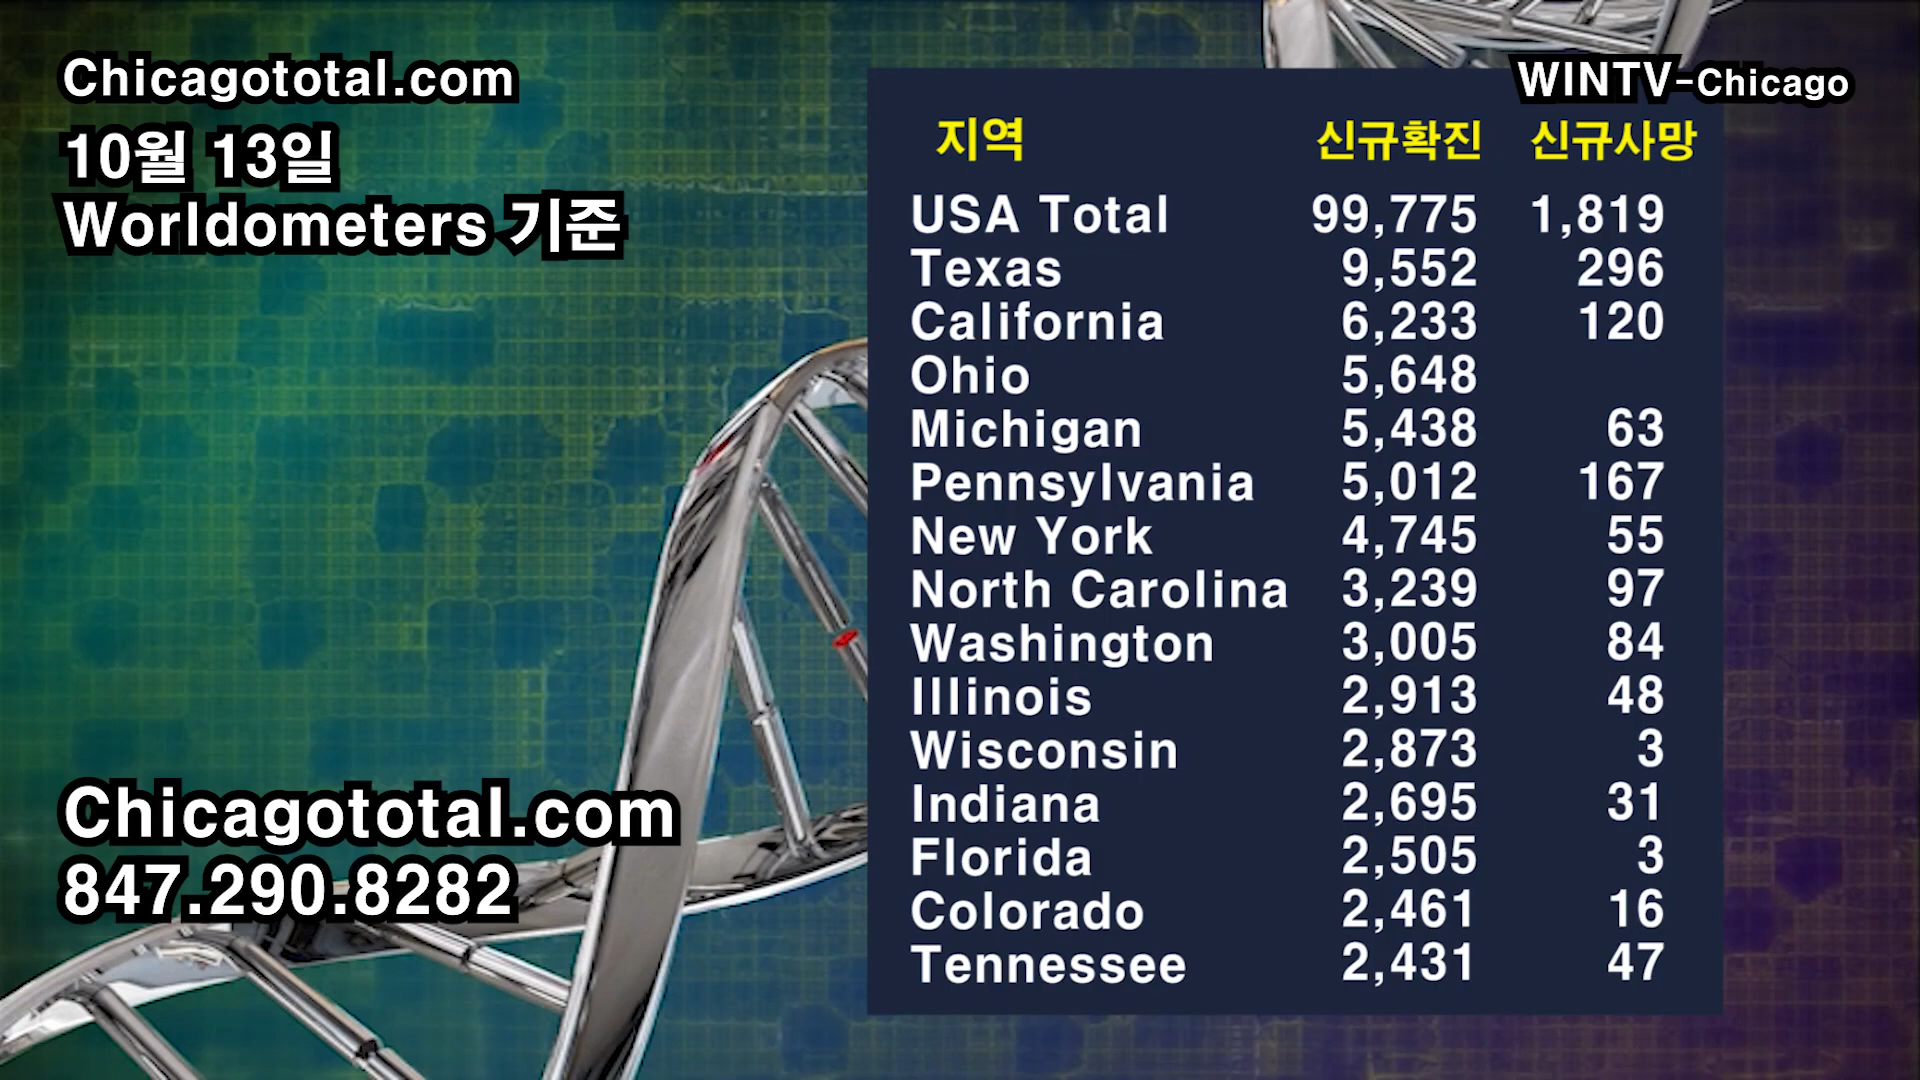 Chicagototal.com
10월 13일
Worldometers 기준
WINTV-Chicago
지역 신규확진 신규사망
USA Total 99,775 1,819
Texas 9,552 296
California 6,233 120
Ohio 5,648
Michigan 5,438 63
Pennsylvania 5,012 167
New York 4,745 55
North Carolina 3,239 97
Washington 3,005 84
Illinois 2,913 48
Wisconsin 2,873 3
Indiana 2,695 31
Florida 2,505 3
Colorado 2,461 16
Tennessee 2,431 47
Chicagototal.com
847.290.8282